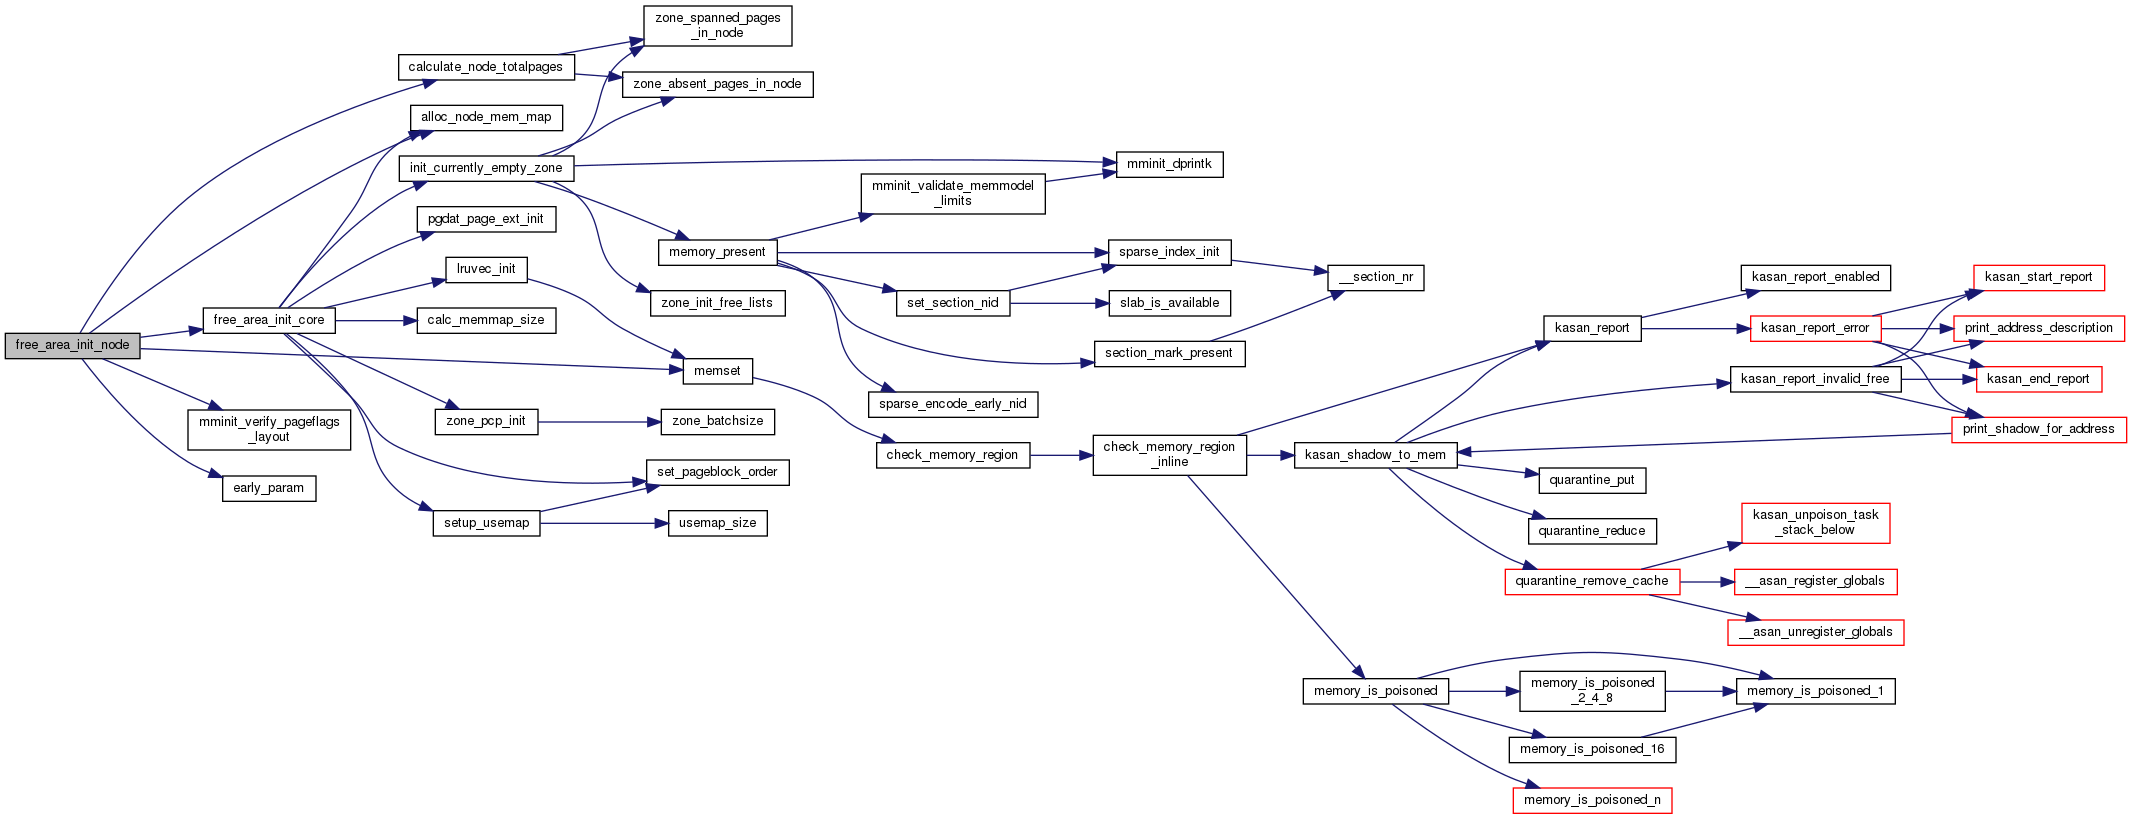 zone_spanned_pages
_in_node
calculate_node_totalpages
zone_absent_pages_in_node
alloc_node_mem_map
init_currently_empty_zone
mminit_dprintk
mminit_validate_memmodel
_limits
pgdat_page_ext_init
memory_present
sparse_index_init
lruvec_init
__section_nr
kasan_report_enabled
kasan_start_report
zone_init_free_lists
set_section_nid
slab_is_available
free_area_init_core
calc_memmap_size
kasan_report
kasan_report_error
print_address_description
free_area_init_node
section_mark_present
memset
kasan_report_invalid_free
kasan_end_report
sparse_encode_early_nid
mminit_verify_pageflags
_layout
zone_pcp_init
zone_batchsize
print_shadow_for_address
check_memory_region
check_memory_region
_inline
kasan_shadow_to_mem
set_pageblock_order
quarantine_put
early_param
setup_usemap
usemap_size
quarantine_reduce
kasan_unpoison_task
_stack_below
quarantine_remove_cache
__asan_register_globals
__asan_unregister_globals
memory_is_poisoned
memory_is_poisoned
_2_4_8
memory_is_poisoned_1
memory_is_poisoned_16
memory_is_poisoned_n